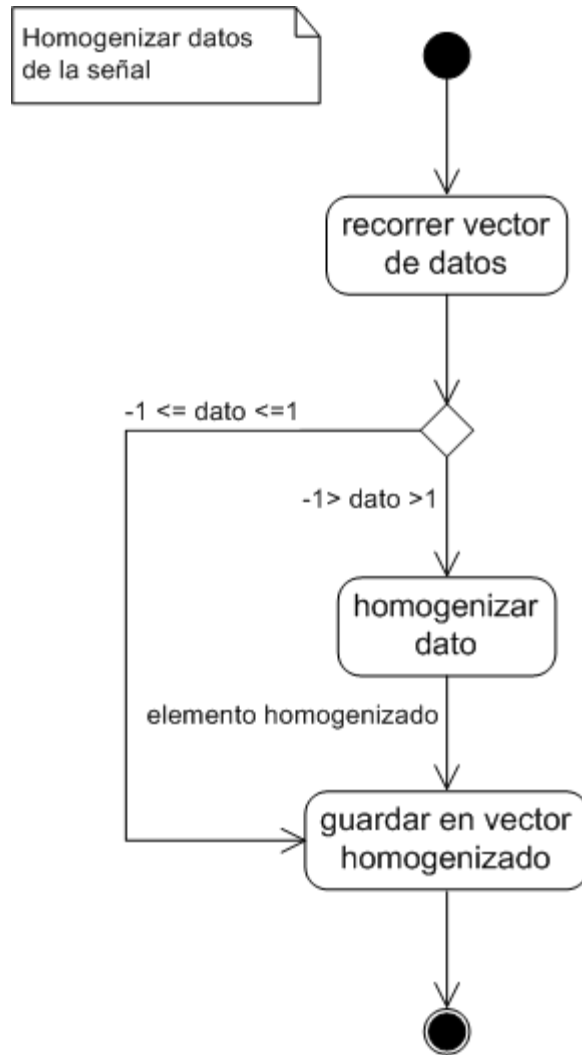 Homogenizar datos
de la señal
recorrer vector
de datos
-1 <= dato <=1
-1> dato >1
homogenizar
dato
elemento homogenizado
guardar en vector
homogenizado